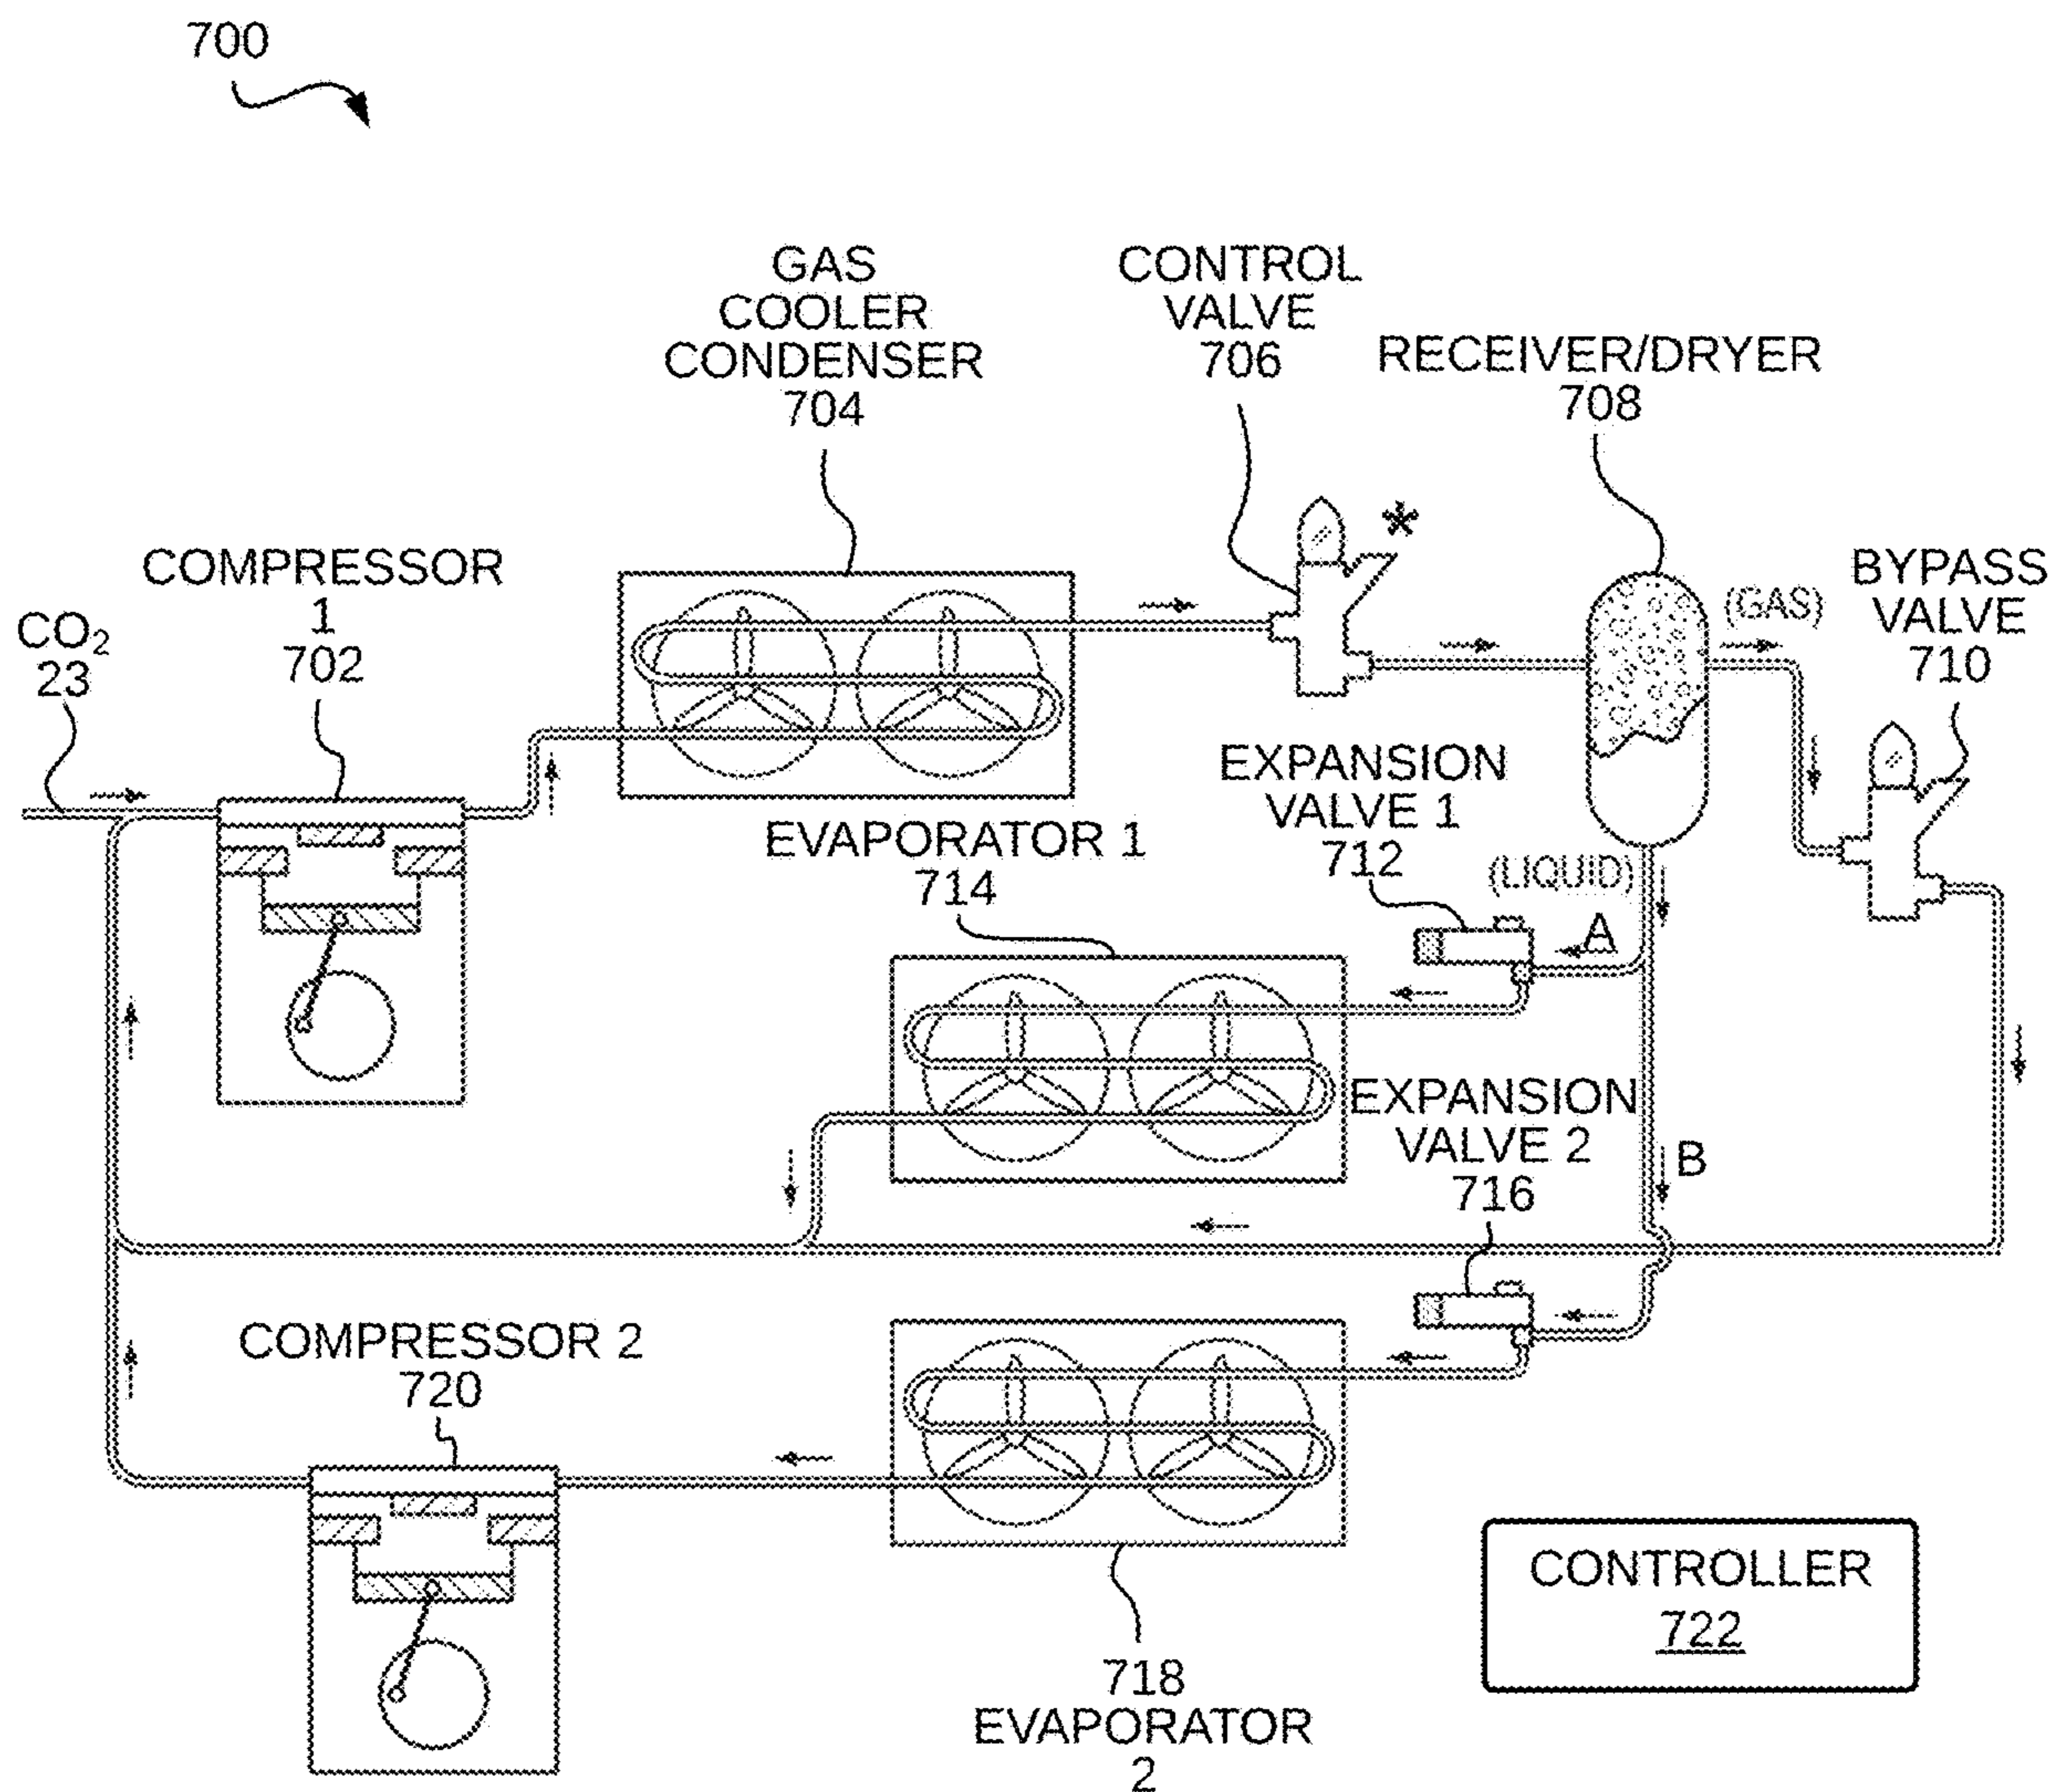 700
GAS
COOLER
CONDENSER
704
CONTROL
VALVE
706
RECEIVER/DRYER
708
COMPRESSOR
1
702
CO₂
23
*
(GAS)
BYPASS
VALVE
710
EXPANSION
VALVE 1
712
(LIQUID)
A
EVAPORATOR 1
714
EXPANSION
VALVE 2
716
B
COMPRESSOR 2
720
718
EVAPORATOR
2
CONTROLLER
722